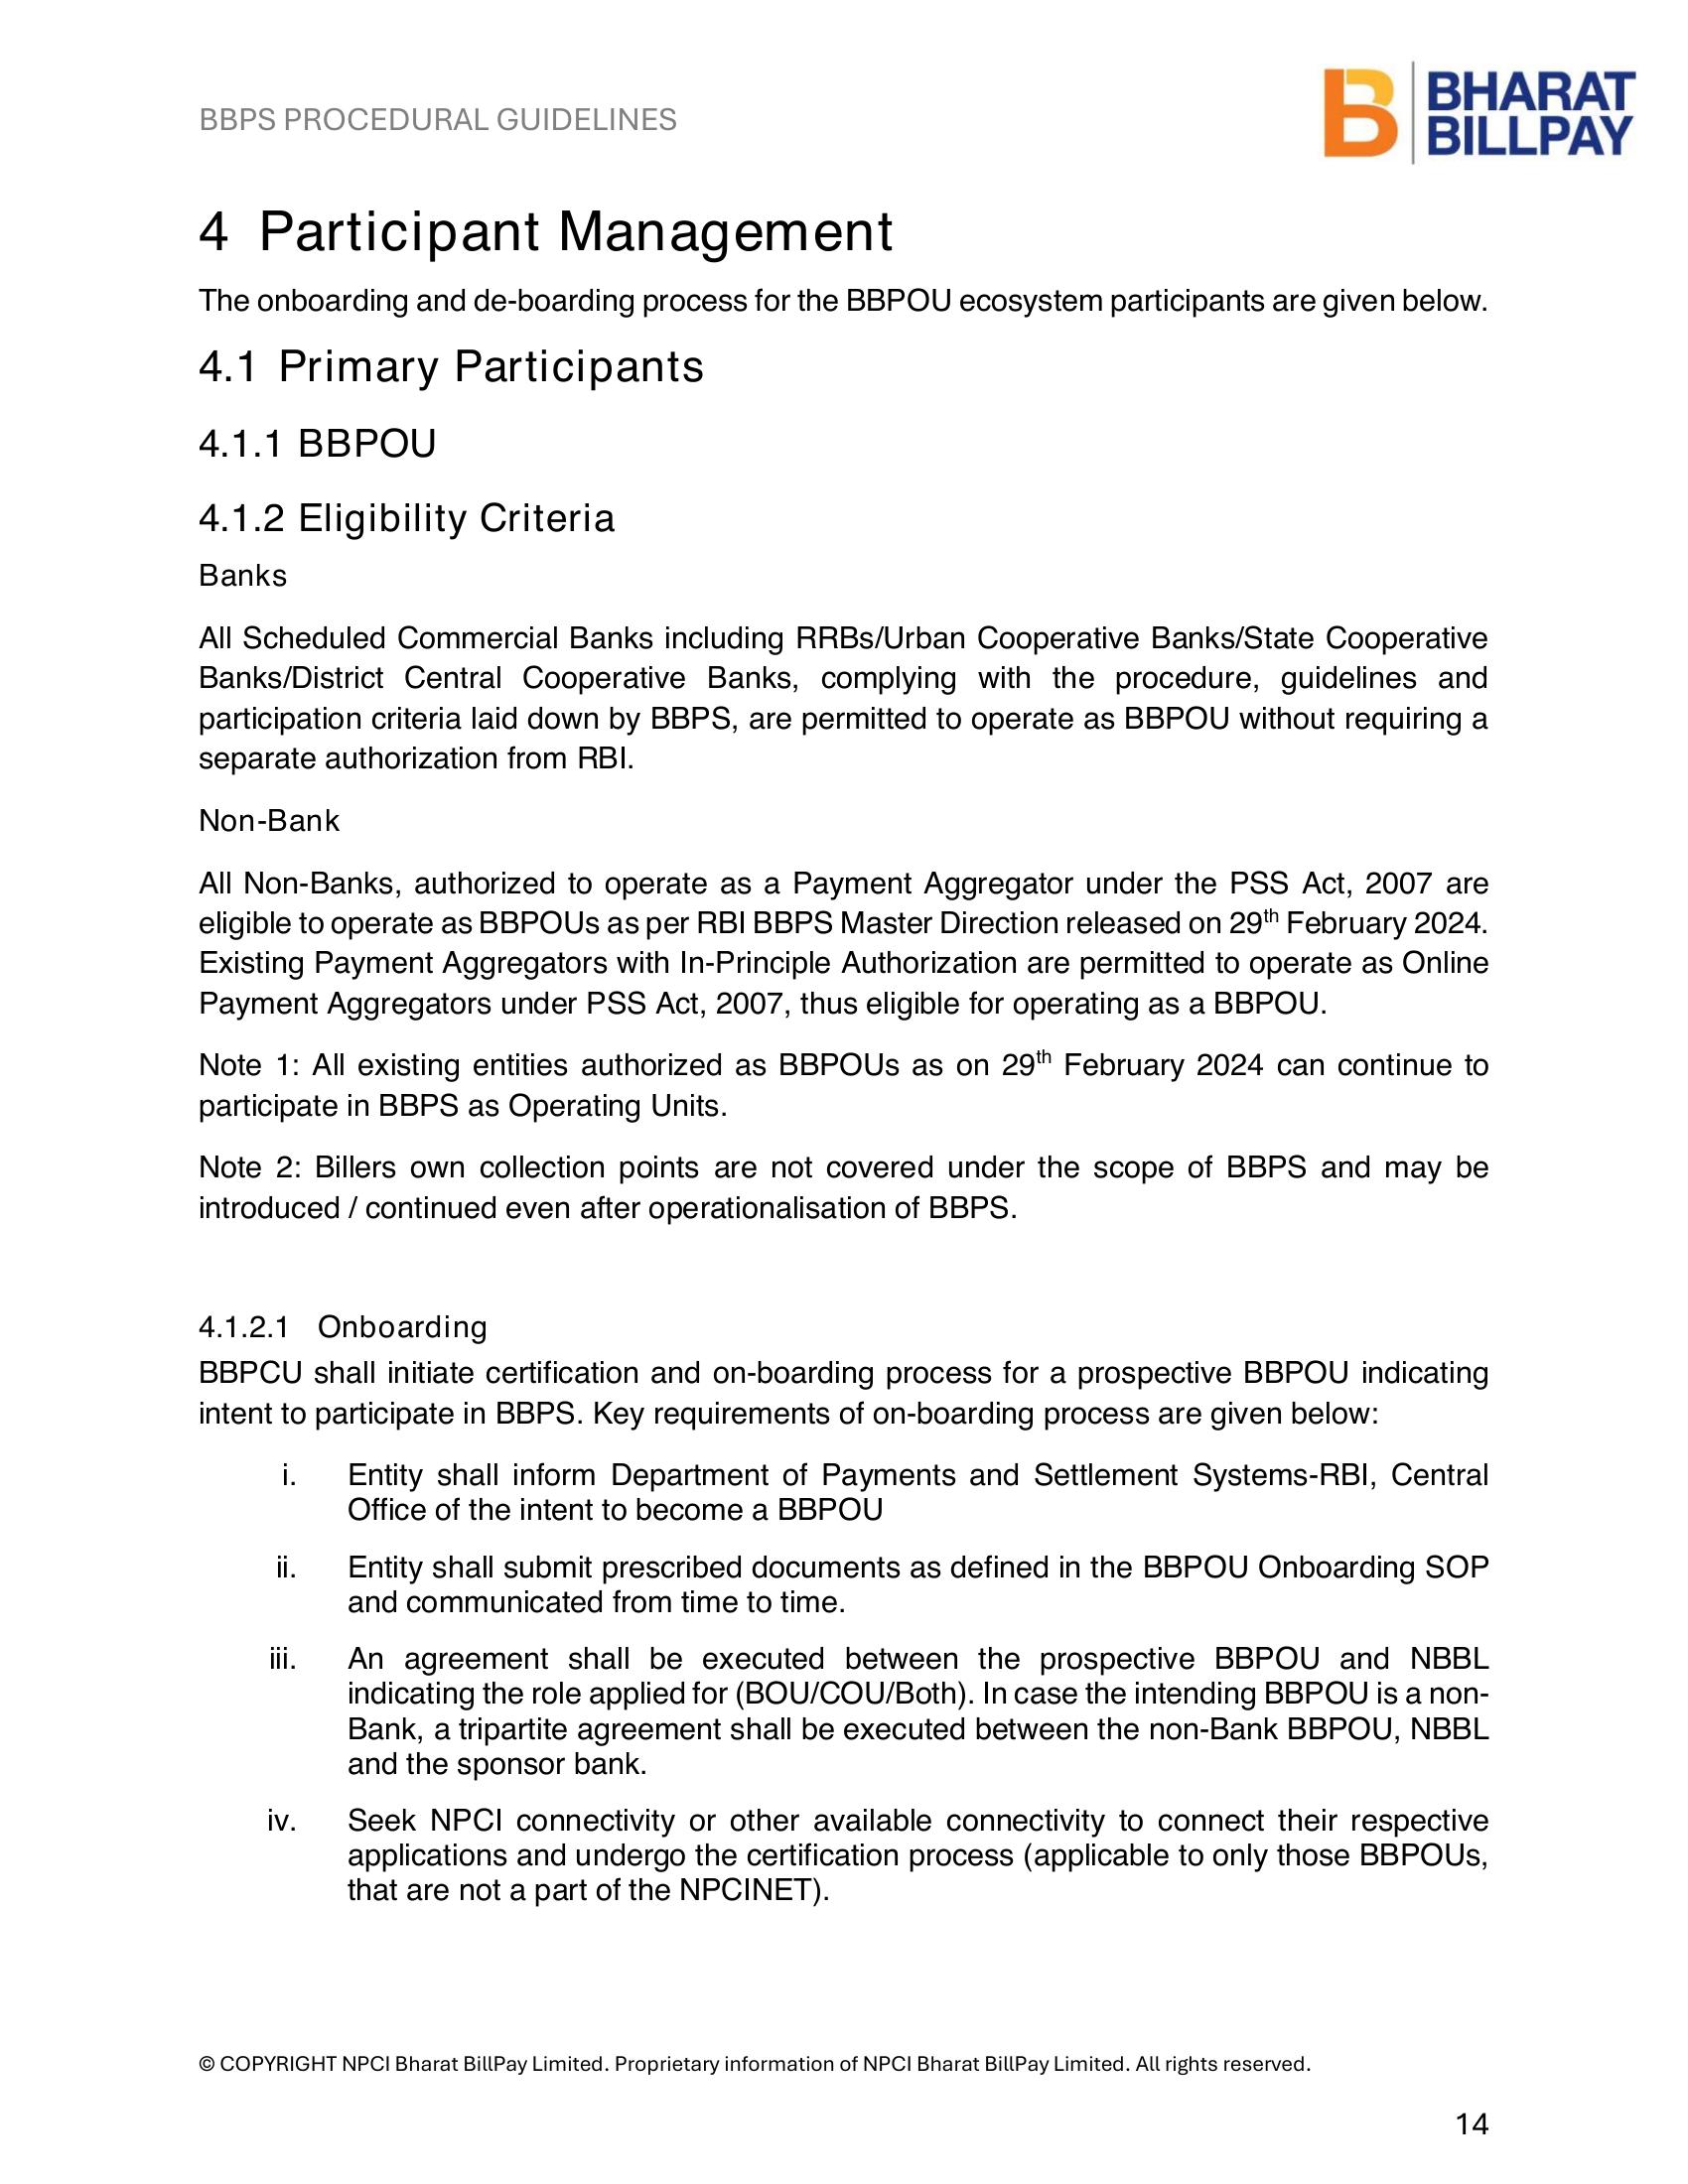 BBPS PROCEDURAL GUIDELINES
BHARAT
BILLPAY
4 Participant Management
The onboarding and de-boarding process for the BBPOU ecosystem participants are given below.
4.1 Primary Participants
4.1.1 BBPOU
4.1.2 Eligibility Criteria
Banks
All Scheduled Commercial Banks including RRBs/Urban Cooperative Banks/State Cooperative
Banks/District Central Cooperative Banks, complying with the procedure, guidelines and
participation criteria laid down by BBPS, are permitted to operate as BBPOU without requiring a
separate authorization from RBI.
Non-Bank
All Non-Banks, authorized to operate as a Payment Aggregator under the PSS Act, 2007 are
eligible to operate as BBPOUs as per RBI BBPS Master Direction released on 29th February 2024.
Existing Payment Aggregators with In-Principle Authorization are permitted to operate as Online
Payment Aggregators under PSS Act, 2007, thus eligible for operating as a BBPOU.
Note 1: All existing entities authorized as BBPOUs as on 29th February 2024 can continue to
participate in BBPS as Operating Units.
Note 2: Billers own collection points are not covered under the scope of BBPS and may be
introduced / continued even after operationalisation of BBPS.
4.1.2.1 Onboarding
BBPCU shall initiate certification and on-boarding process for a prospective BBPOU indicating
intent to participate in BBPS. Key requirements of on-boarding process are given below:
i. Entity shall inform Department of Payments and Settlement Systems-RBI, Central
Office of the intent to become a BBPOU
ii. Entity shall submit prescribed documents as defined in the BBPOU Onboarding SOP
and communicated from time to time.
iii. An agreement shall be executed between the prospective BBPOU and NBBL
indicating the role applied for (BOU/COU/Both). In case the intending BBPOU is a non-
Bank, a tripartite agreement shall be executed between the non-Bank BBPOU, NBBL
and the sponsor bank.
iv. Seek NPCI connectivity or other available connectivity to connect their respective
applications and undergo the certification process (applicable to only those BBPOUs,
that are not a part of the NPCINET).
© COPYRIGHT NPCI Bharat BillPay Limited. Proprietary information of NPCI Bharat BillPay Limited. All rights reserved.
14